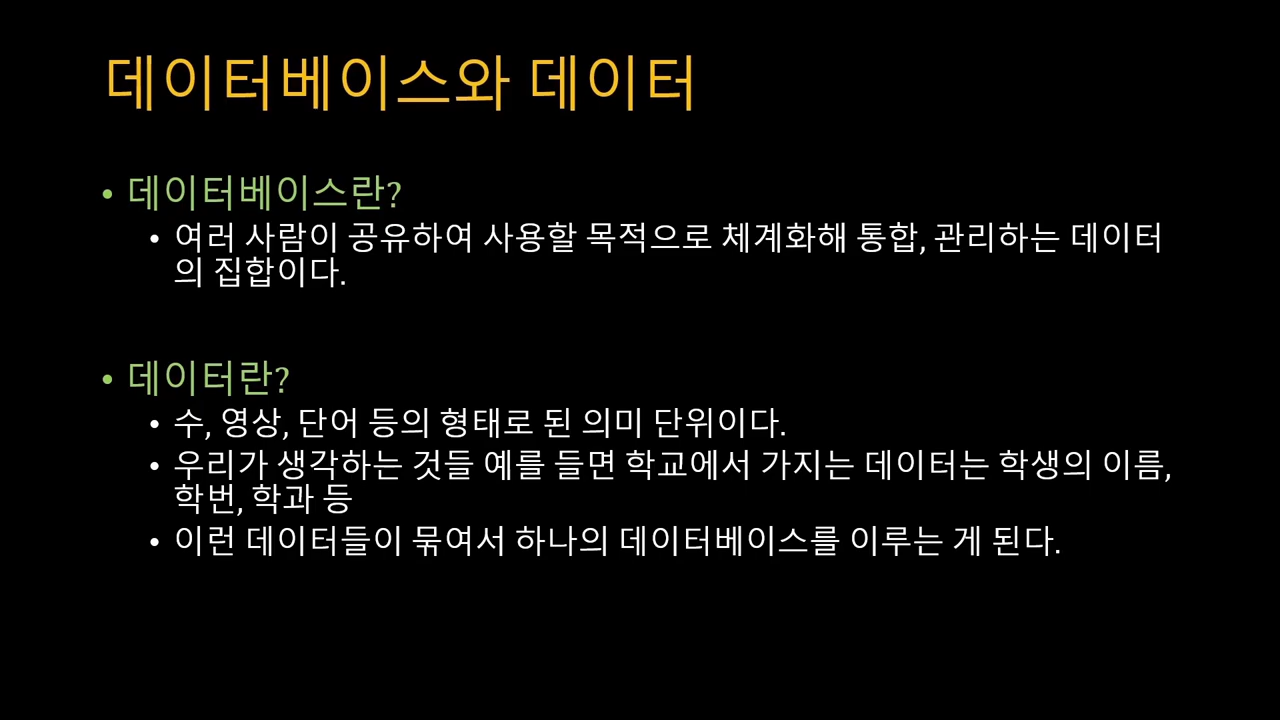 데이터베이스와 데이터
• 데이터베이스란?
• 여러 사람이 공유하여 사용할 목적으로 체계화해 통합, 관리하는 데이터
의 집합이다.
• 데이터란?
• 수, 영상, 단어 등의 형태로 된 의미 단위이다.
• 우리가 생각하는 것들 예를 들면 학교에서 가지는 데이터는 학생의 이름,
학번, 학과 등
• 이런 데이터들이 묶여서 하나의 데이터베이스를 이루는 게 된다.